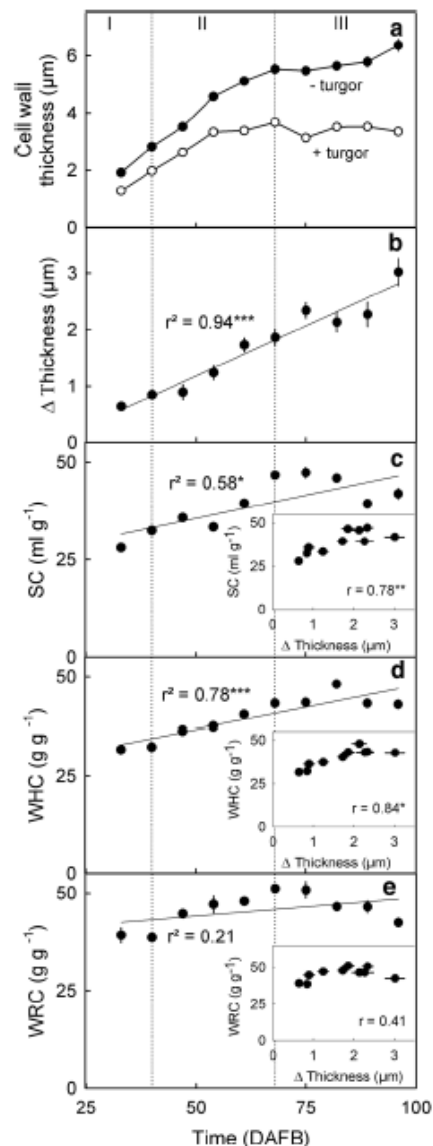 I II III a
6
4
2
0
Cell wall
thickness (µm)
- turgor
+ turgor
b
3
2
1
0
Δ Thickness (µm)
r² = 0.94***
c
50
25
0
SC (ml g⁻¹)
r² = 0.58*
50
25
0
SC (ml g⁻¹)
r = 0.78**
0 1 2 3
Δ Thickness (µm)
d
50
25
0
WHC (g g⁻¹)
r² = 0.78***
50
25
0
WHC (g g⁻¹)
r = 0.84*
0 1 2 3
Δ Thickness (µm)
e
50
0
WRC (g g⁻¹)
r² = 0.21
50
25
0
WRC (g g⁻¹)
r = 0.41
0 1 2 3
Δ Thickness (µm)
25 50 75 100
Time (DAFB)